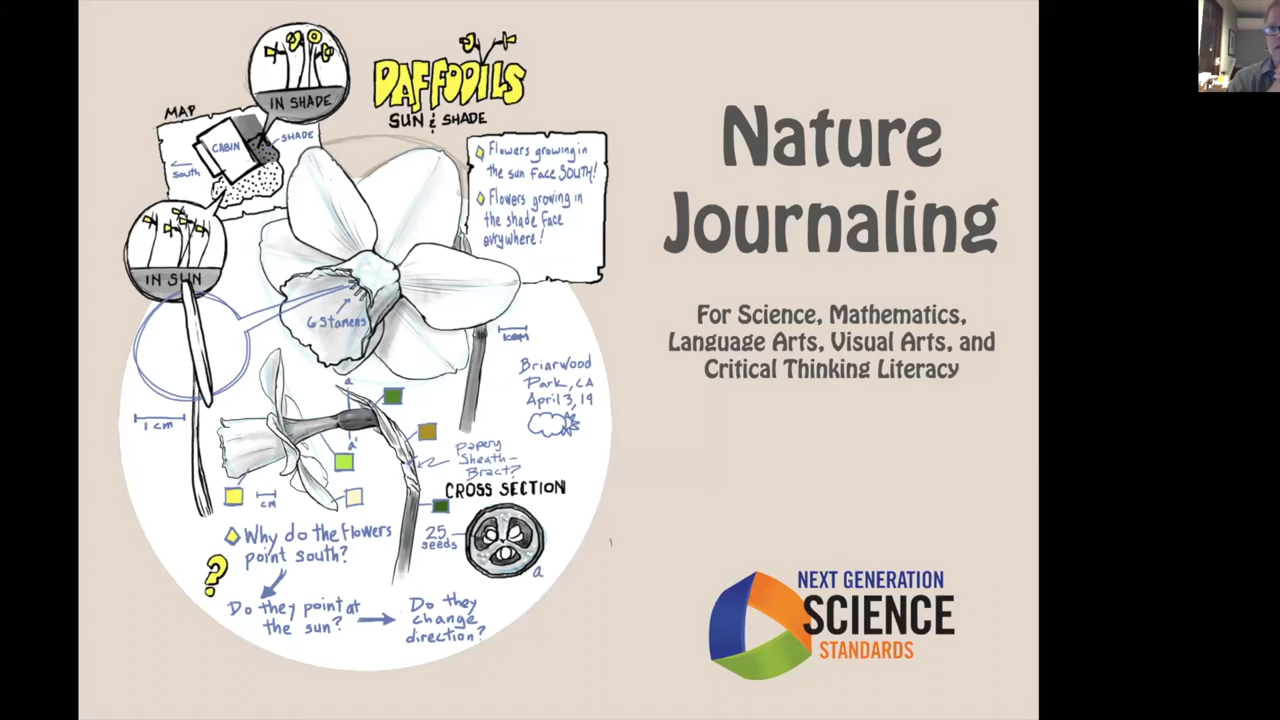 DAFFODILS
SUN & SHADE
IN SHADE
MAP
CABIN
SHADE
South
IN SUN
Flowers growing in
the sun Face SOUTH!
Flowers growing in
the shade face
evrywhere!
6 Stamens
Briarwood
Park, CA
April 3, 19
1 cm
a
a'
Papery
Sheath-
Bract?
cm
CROSS SECTION
25
seeds
a
Why do the flowers
point south?
?
Do they point at
the sun?
Do they
change
direction?
Nature
Journaling
For Science, Mathematics,
Language Arts, Visual Arts, and
Critical Thinking Literacy
NEXT GENERATION
SCIENCE
STANDARDS